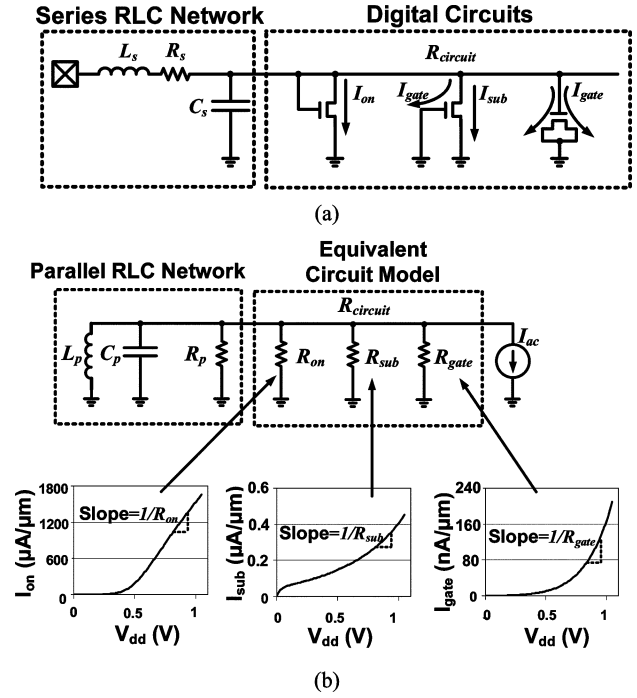 Series RLC Network
Digital Circuits
Ls
Rs
Cs
Rcircuit
Ion
Igate
Isub
Igate
(a)
Parallel RLC Network
Equivalent
Circuit Model
Rcircuit
Lp
Cp
Rp
Ron
Rsub
Rgate
Iac
Ion (µA/µm)
1800
1200
600
0
Slope=1/Ron
0
0.5
1
Vdd (V)
Isub (µA/µm)
0.6
0.4
0.2
0
Slope=1/Rsub
0
0.5
1
Vdd (V)
Igate (nA/µm)
240
160
80
0
Slope=1/Rgate
0
0.5
1
Vdd (V)
(b)